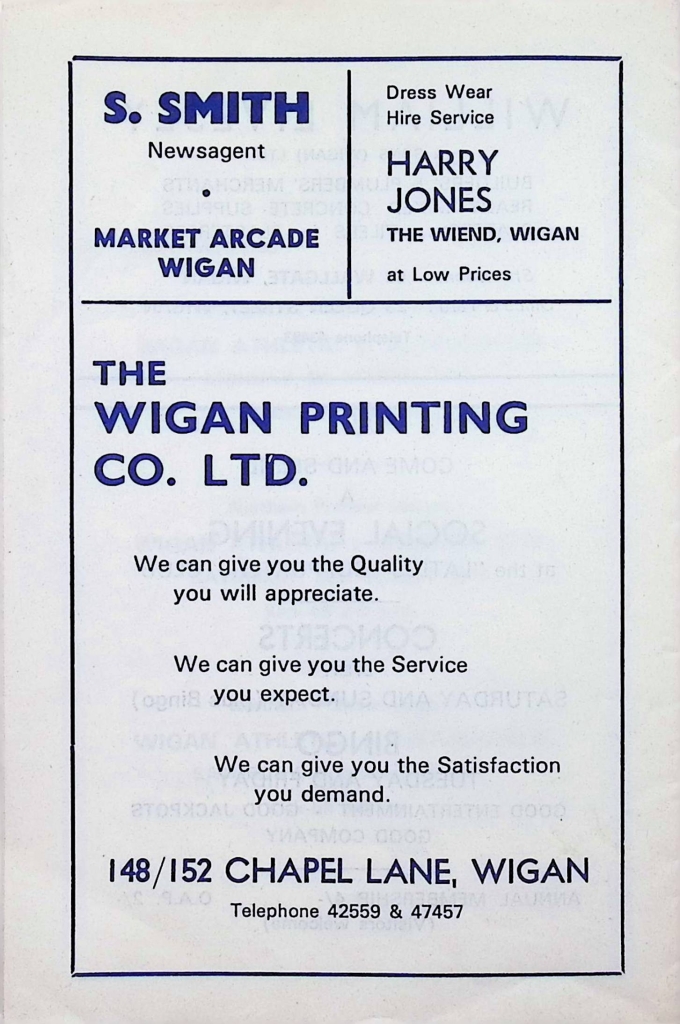 S. SMITH
Newsagent
•
MARKET ARCADE
WIGAN
Dress Wear
Hire Service
HARRY
JONES
THE WIEND, WIGAN
at Low Prices
THE
WIGAN PRINTING
CO. LTD.
We can give you the Quality
you will appreciate.
We can give you the Service
you expect.
We can give you the Satisfaction
you demand.
148/152 CHAPEL LANE, WIGAN
Telephone 42559 & 47457